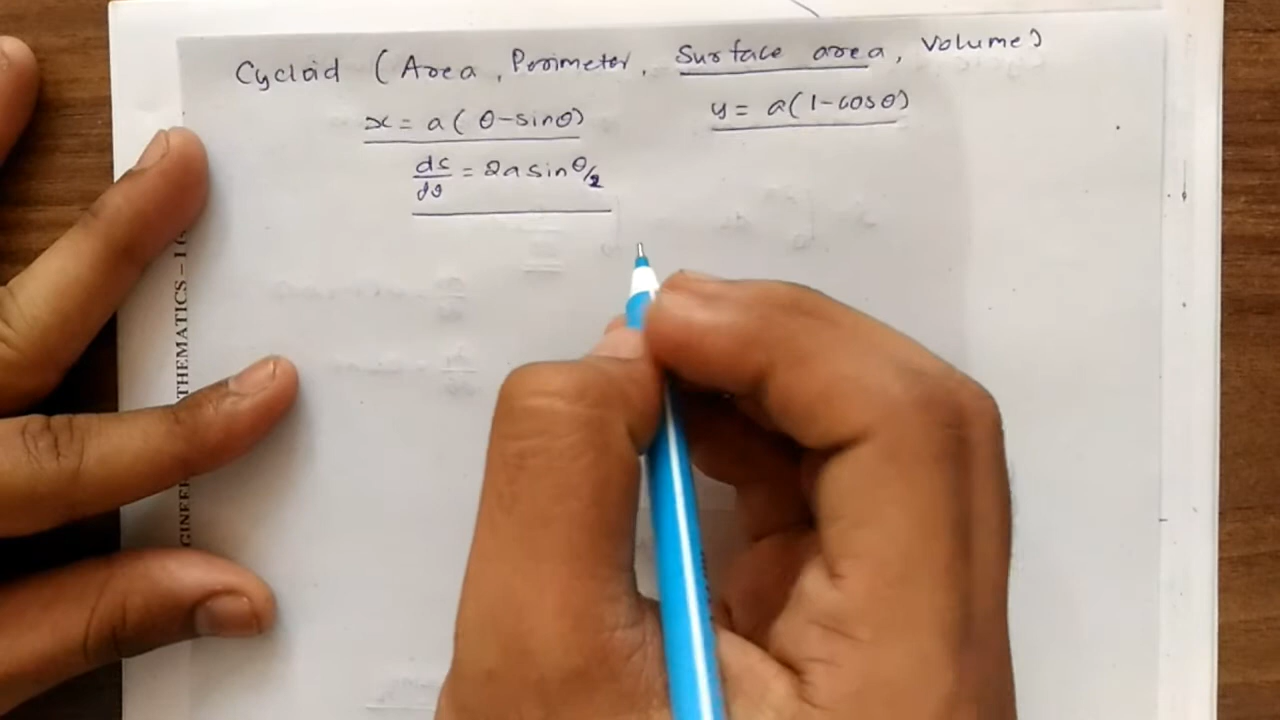 Cycloid (Area, Perimeter, Surface area, Volume)
x = a(θ-sinθ) y = a(1-cosθ)
ds/dθ = 2a sin θ/2